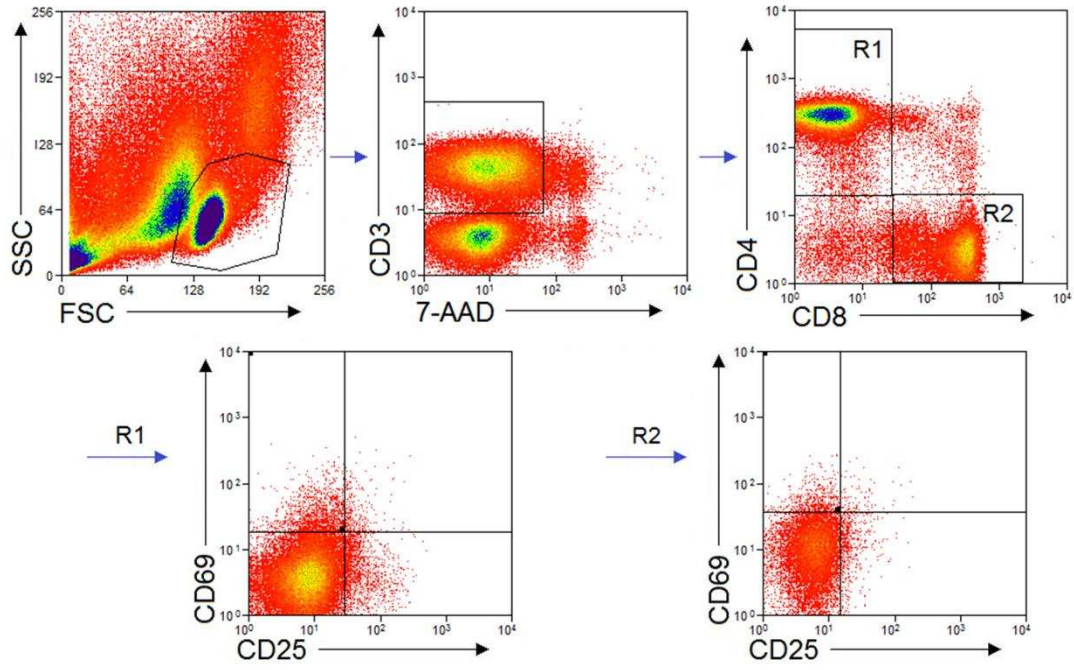 256
192
128
64
0
SSC
0 64 128 192 256
FSC
10⁴
10³
10²
10¹
10⁰
CD3
10⁰ 10¹ 10² 10³ 10⁴
7-AAD
10⁴
10³
10²
10¹
10⁰
CD4
R1
R2
10⁰ 10¹ 10² 10³ 10⁴
CD8
R1
10⁴
10³
10²
10¹
10⁰
CD69
10⁰ 10¹ 10² 10³ 10⁴
CD25
R2
10⁴
10³
10²
10¹
10⁰
CD69
10⁰ 10¹ 10² 10³ 10⁴
CD25